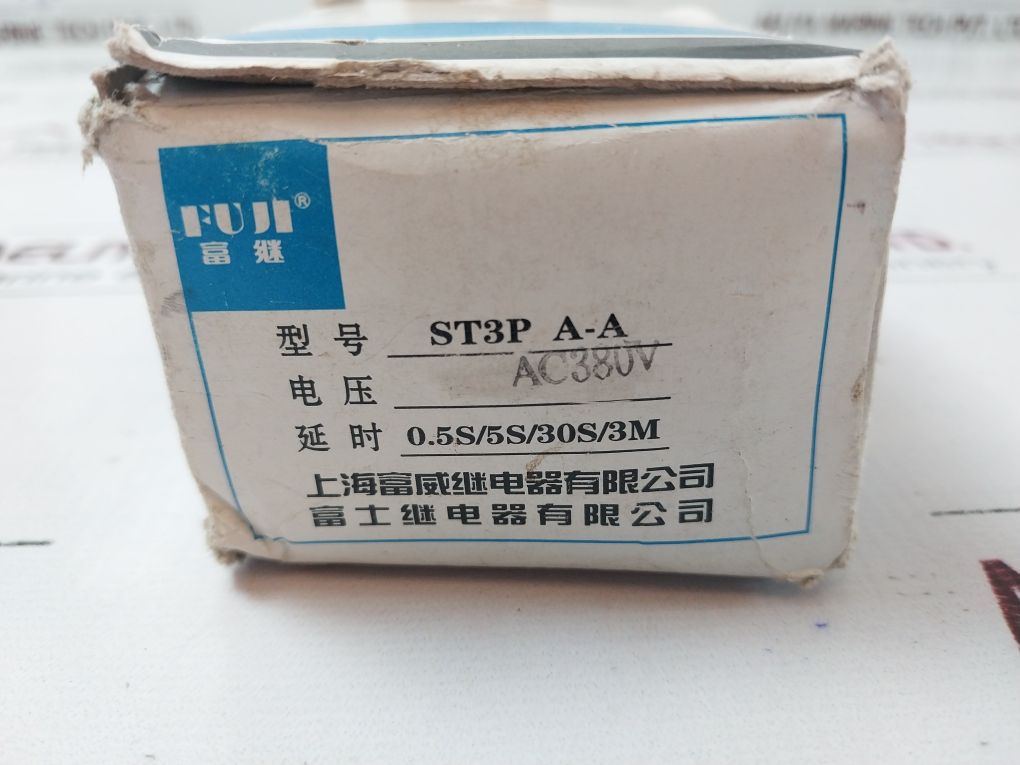 FUJI®
富继
型号 ST3P A-A
电压 AC380V
延时 0.5S/5S/30S/3M
上海富威继电器有限公司
富士继电器有限公司